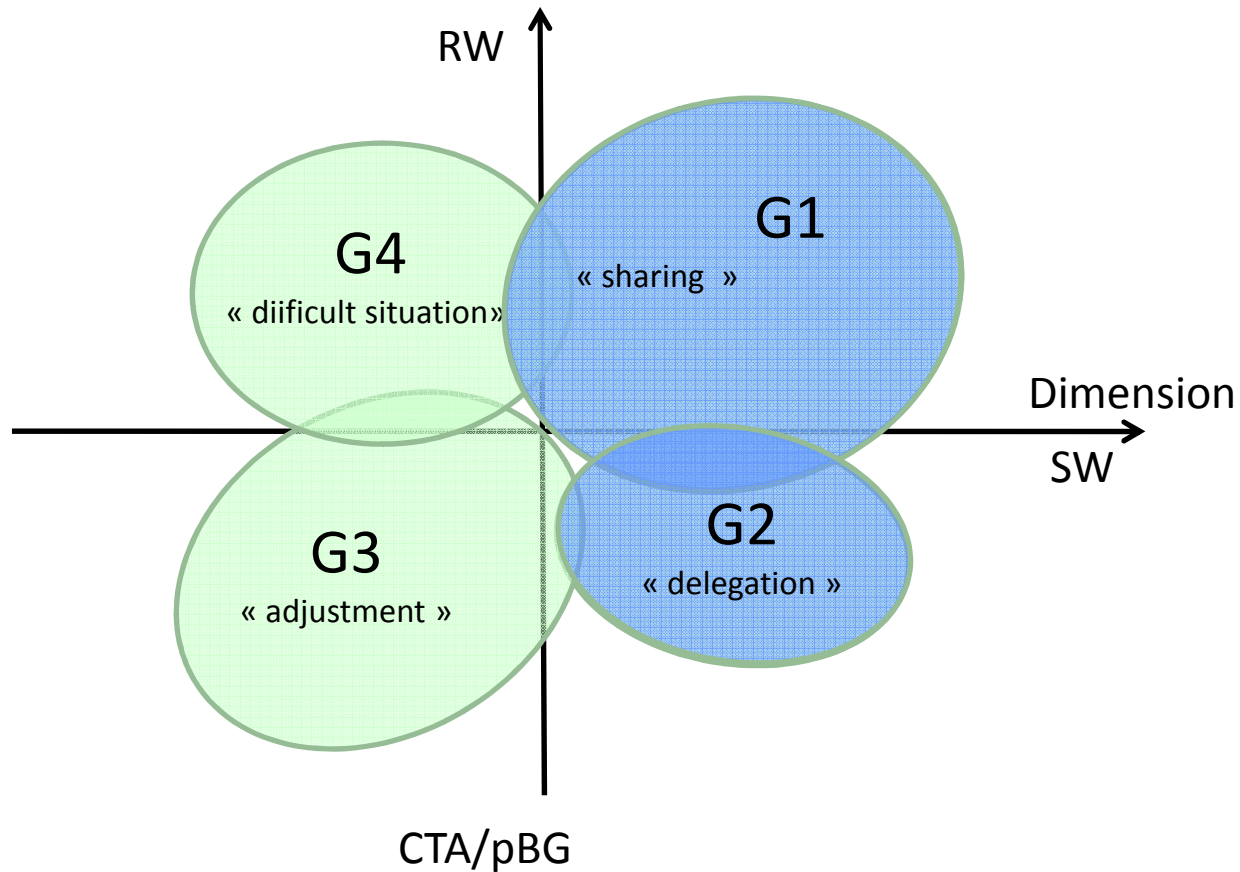 RW
G1
G4
« sharing  »
« diificult situation»
Dimension
SW
G2
G3
« delegation »
« adjustment »
CTA/pBG